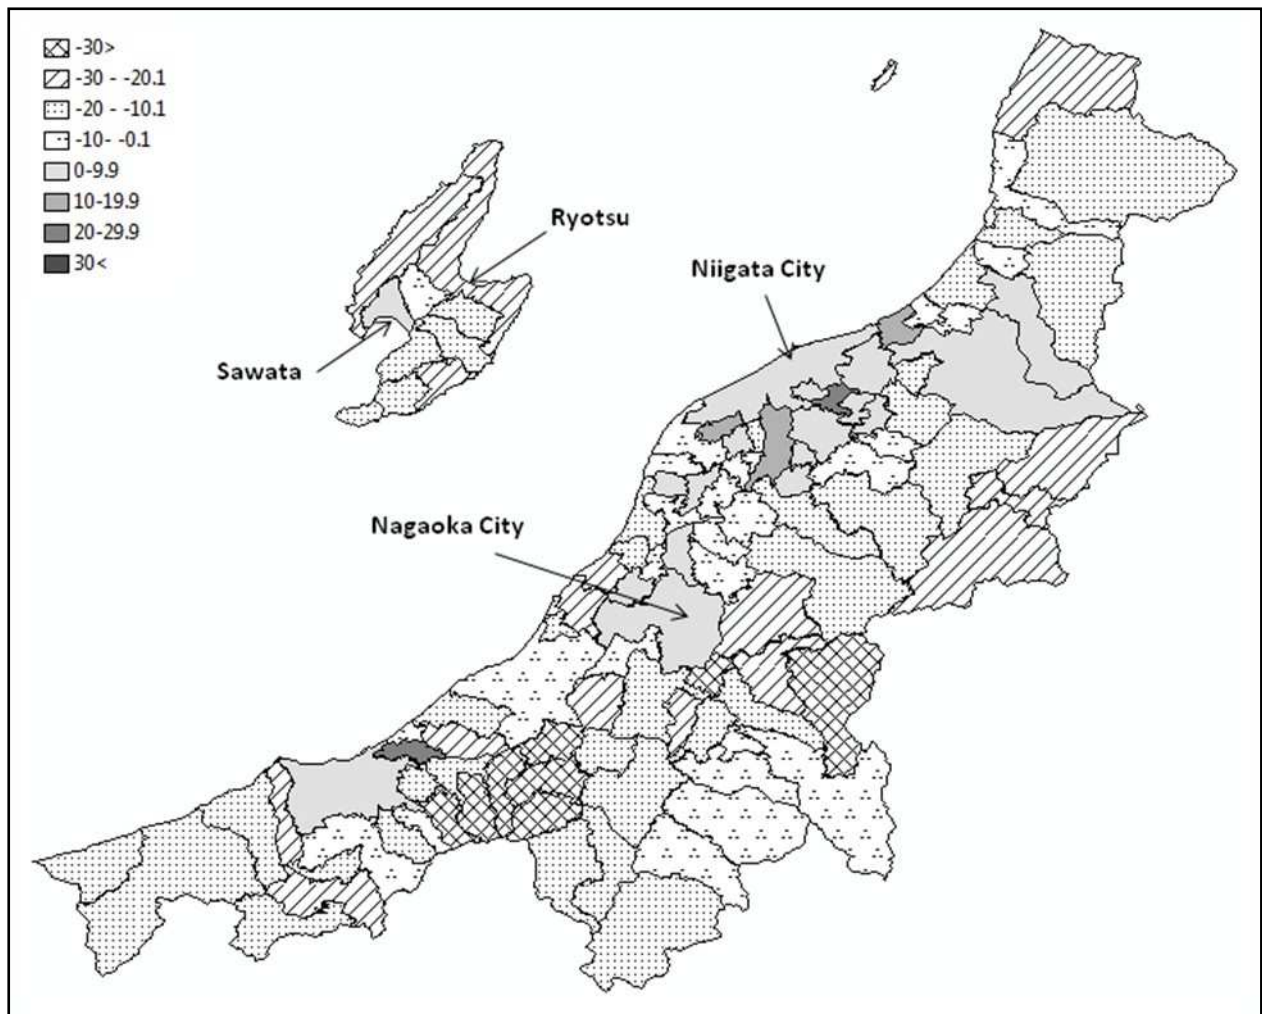 -30>
-30 - -20.1
-20 - -10.1
-10- -0.1
0-9.9
10-19.9
20-29.9
30<
Ryotsu
Niigata City
Sawata
Nagaoka City